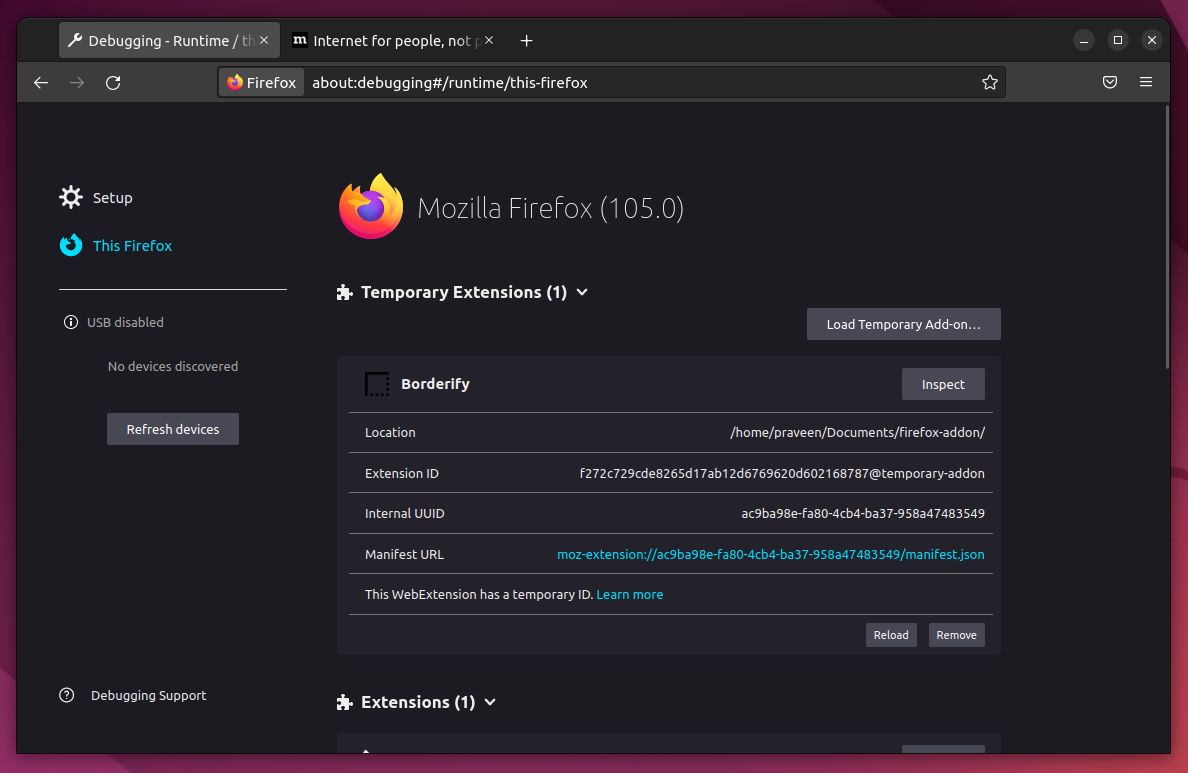 Debugging - Runtime / th
m Internet for people, not p
Firefox about:debugging#/runtime/this-firefox
Setup
This Firefox
USB disabled
No devices discovered
Refresh devices
Debugging Support
Mozilla Firefox (105.0)
Temporary Extensions (1)
Load Temporary Add-on...
Borderify
Inspect
Location /home/praveen/Documents/firefox-addon/
Extension ID f272c729cde8265d17ab12d6769620d602168787@temporary-addon
Internal UUID ac9ba98e-fa80-4cb4-ba37-958a47483549
Manifest URL moz-extension://ac9ba98e-fa80-4cb4-ba37-958a47483549/manifest.json
This WebExtension has a temporary ID. Learn more
Reload Remove
Extensions (1)